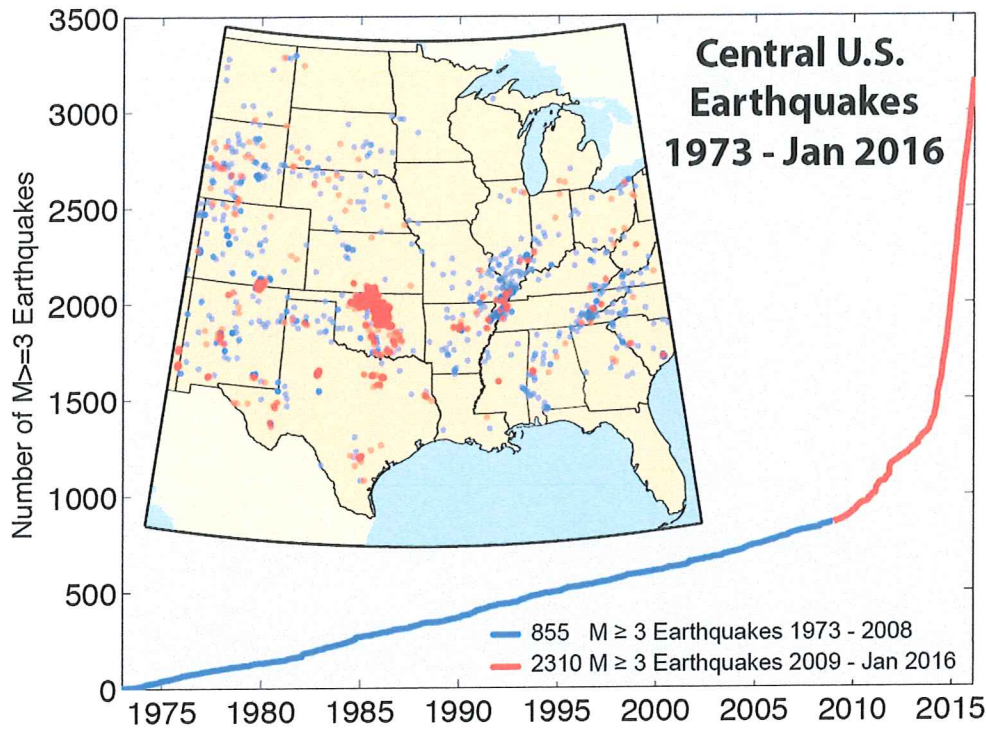 Central U.S.
Earthquakes
1973 - Jan 2016
Number of M>=3 Earthquakes
3500
3000
2500
2000
1500
1000
500
0
855 M ≥ 3 Earthquakes 1973 - 2008
2310 M ≥ 3 Earthquakes 2009 - Jan 2016
1975 1980 1985 1990 1995 2000 2005 2010 2015